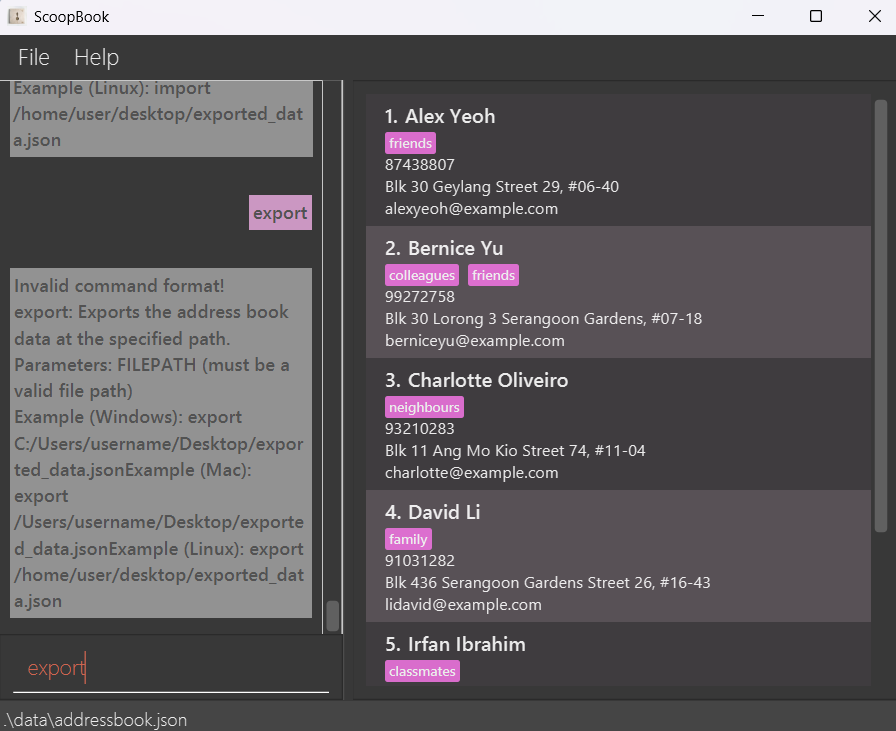 ScoopBook
File Help
Example (Linux): import
/home/user/desktop/exported_dat
a.json
export
Invalid command format!
export: Exports the address book
data at the specified path.
Parameters: FILEPATH (must be a
valid file path)
Example (Windows): export
C:/Users/username/Desktop/expor
ted_data.jsonExample (Mac):
export
/Users/username/Desktop/exporte
d_data.jsonExample (Linux): export
/home/user/desktop/exported_dat
a.json
export
1. Alex Yeoh
friends
87438807
Blk 30 Geylang Street 29, #06-40
alexyeoh@example.com
2. Bernice Yu
colleagues friends
99272758
Blk 30 Lorong 3 Serangoon Gardens, #07-18
berniceyu@example.com
3. Charlotte Oliveiro
neighbours
93210283
Blk 11 Ang Mo Kio Street 74, #11-04
charlotte@example.com
4. David Li
family
91031282
Blk 436 Serangoon Gardens Street 26, #16-43
lidavid@example.com
5. Irfan Ibrahim
classmates
.\data\addressbook.json